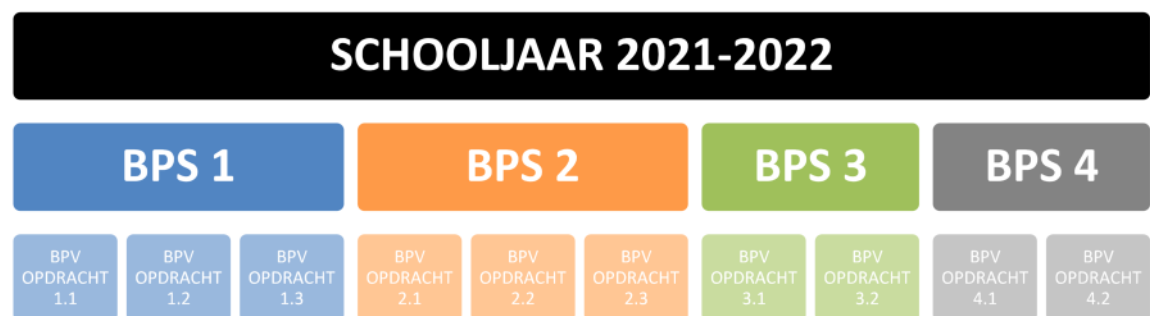 SCHOOLJAAR 2021-2022
BPS 1
BPS 2
BPS 3
BPS 4
BPV
OPDRACHT
1.1
BPV
OPDRACHT
1.2
BPV
OPDRACHT
1.3
BPV
OPDRACHT
2.1
BPV
OPDRACHT
2.2
BPV
OPDRACHT
2.3
BPV
OPDRACHT
3.1
BPV
OPDRACHT
3.2
BPV
OPDRACHT
4.1
BPV
OPDRACHT
4.2